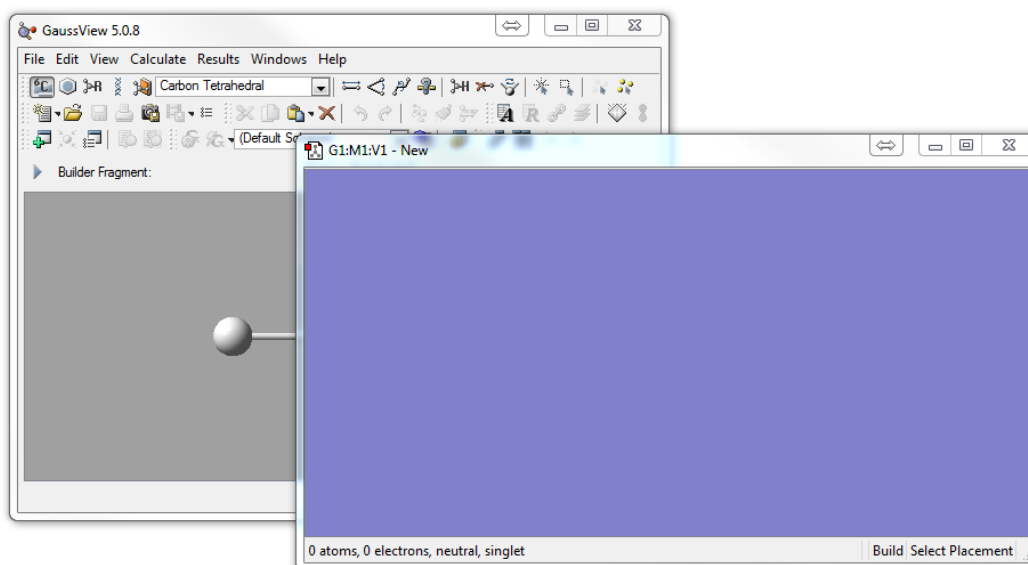 GaussView 5.0.8
File Edit View Calculate Results Windows Help
Carbon Tetrahedral
(Default Sc
G1:M1:V1 - New
Builder Fragment:
0 atoms, 0 electrons, neutral, singlet
Build Select Placement